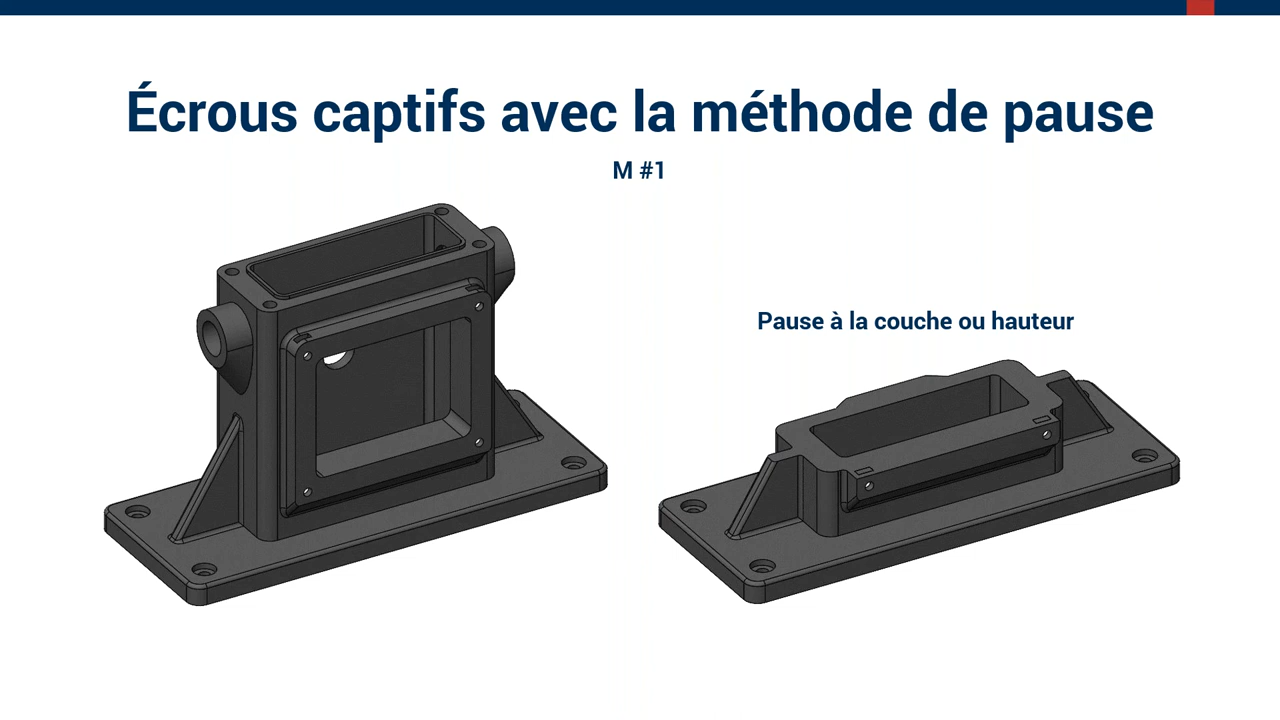 Écrous captifs avec la méthode de pause
M #1
Pause à la couche ou hauteur